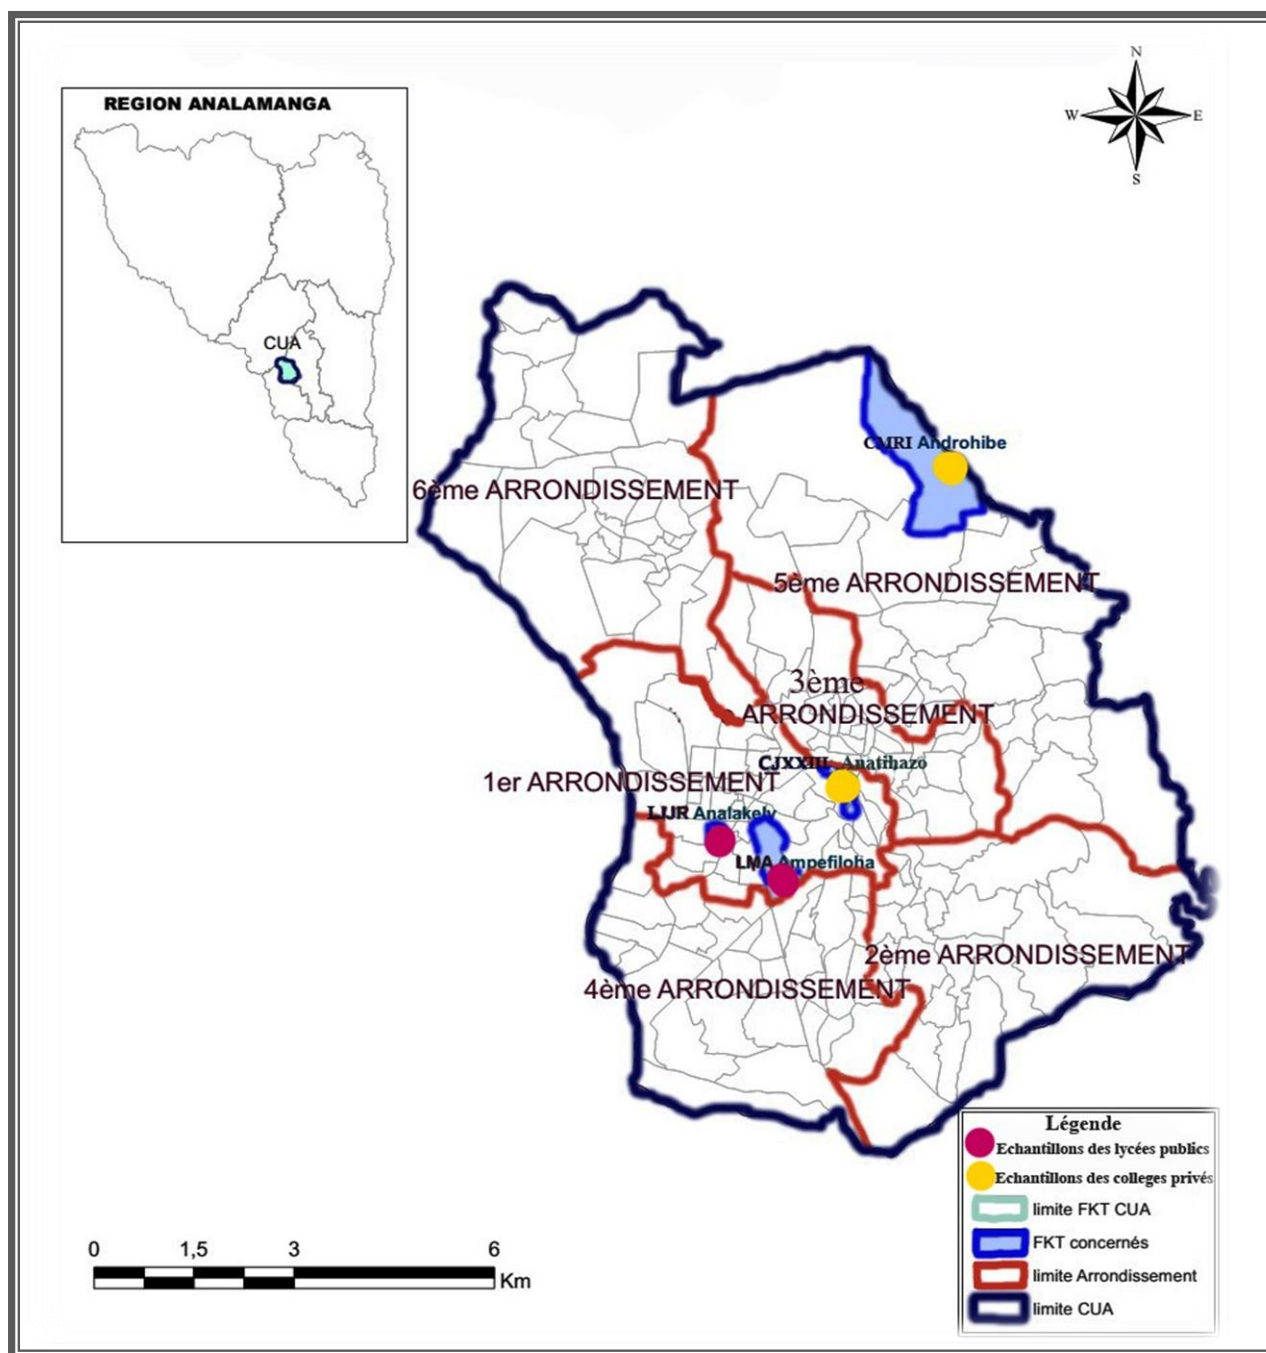 REGION ANALAMANGA
CUA
N
W
E
S
CMRI Androhibe
6ème ARRONDISSEMENT
5ème ARRONDISSEMENT
3ème
ARRONDISSEMENT
CJXXIII Anatihazo
1er ARRONDISSEMENT
LJJR Analakely
LMA Ampefiloha
2ème ARRONDISSEMENT
4ème ARRONDISSEMENT
Légende
Echantillons des lycées publics
Echantillons des colleges privés
limite FKT CUA
FKT concernés
limite Arrondissement
limite CUA
0 1,5 3 6
Km